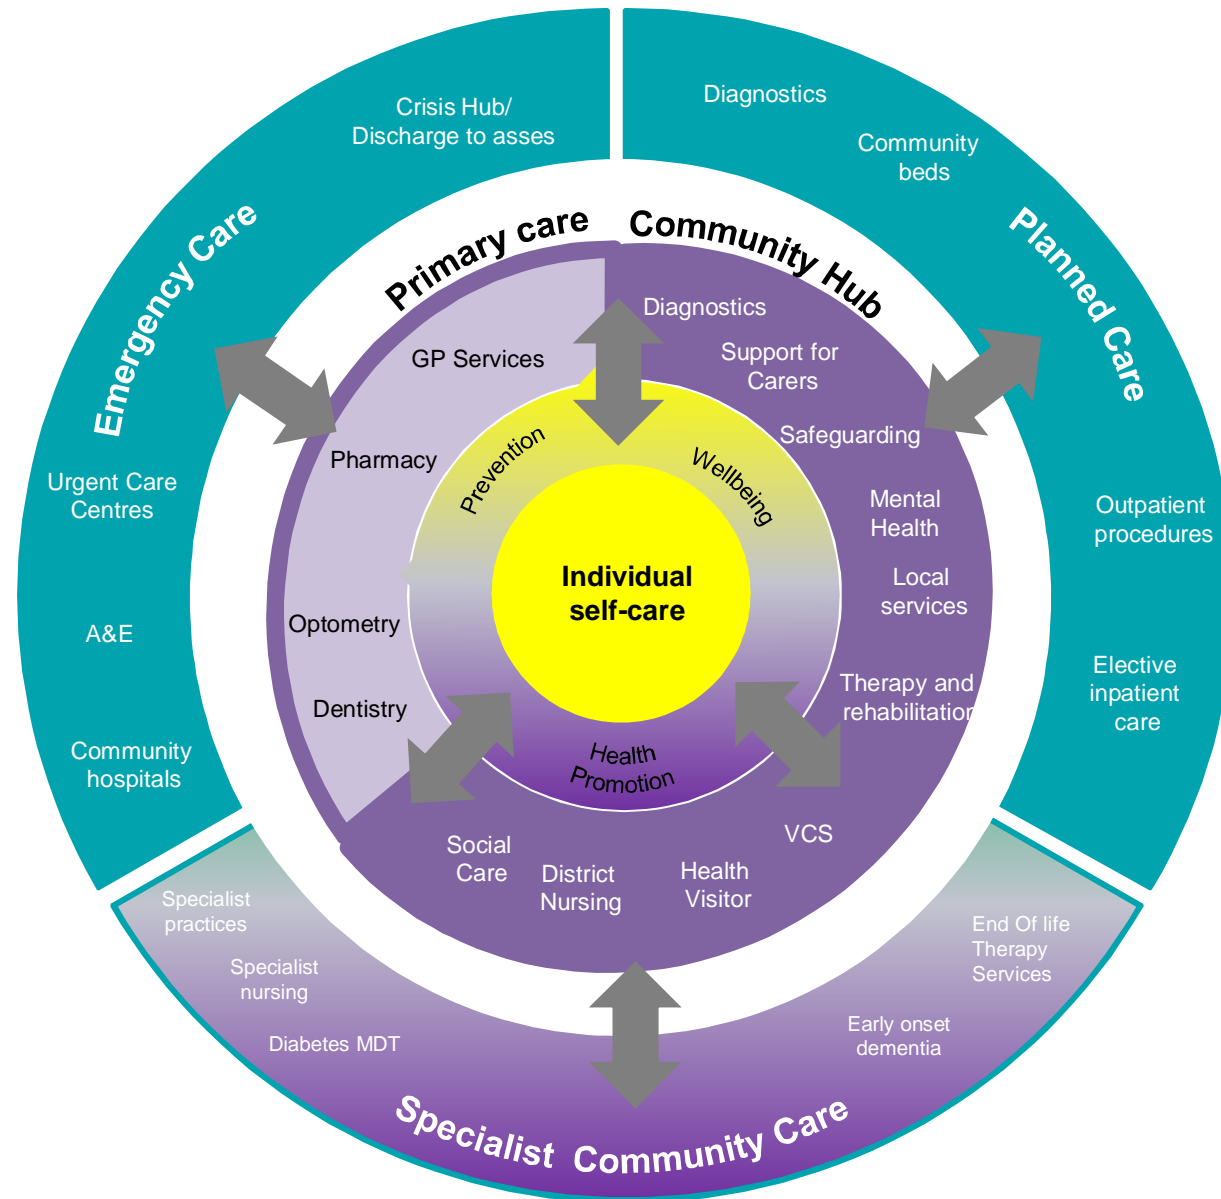 Crisis Hub/
Discharge to asses
Emergency Care
Urgent Care
Centres
A&E
Community
hospitals
Diagnostics
Community
beds
Planned Care
Outpatient
procedures
Elective
inpatient
care
Primary care
GP Services
Pharmacy
Optometry
Dentistry
Community Hub
Diagnostics
Support for
Carers
Safeguarding
Mental
Health
Local
services
Therapy and
rehabilitation
VCS
Health
Visitor
District
Nursing
Social
Care
Prevention
Wellbeing
Health
Promotion
Individual
self-care
Specialist
practices
Specialist
nursing
Diabetes MDT
End Of life
Therapy
Services
Early onset
dementia
Specialist Community Care